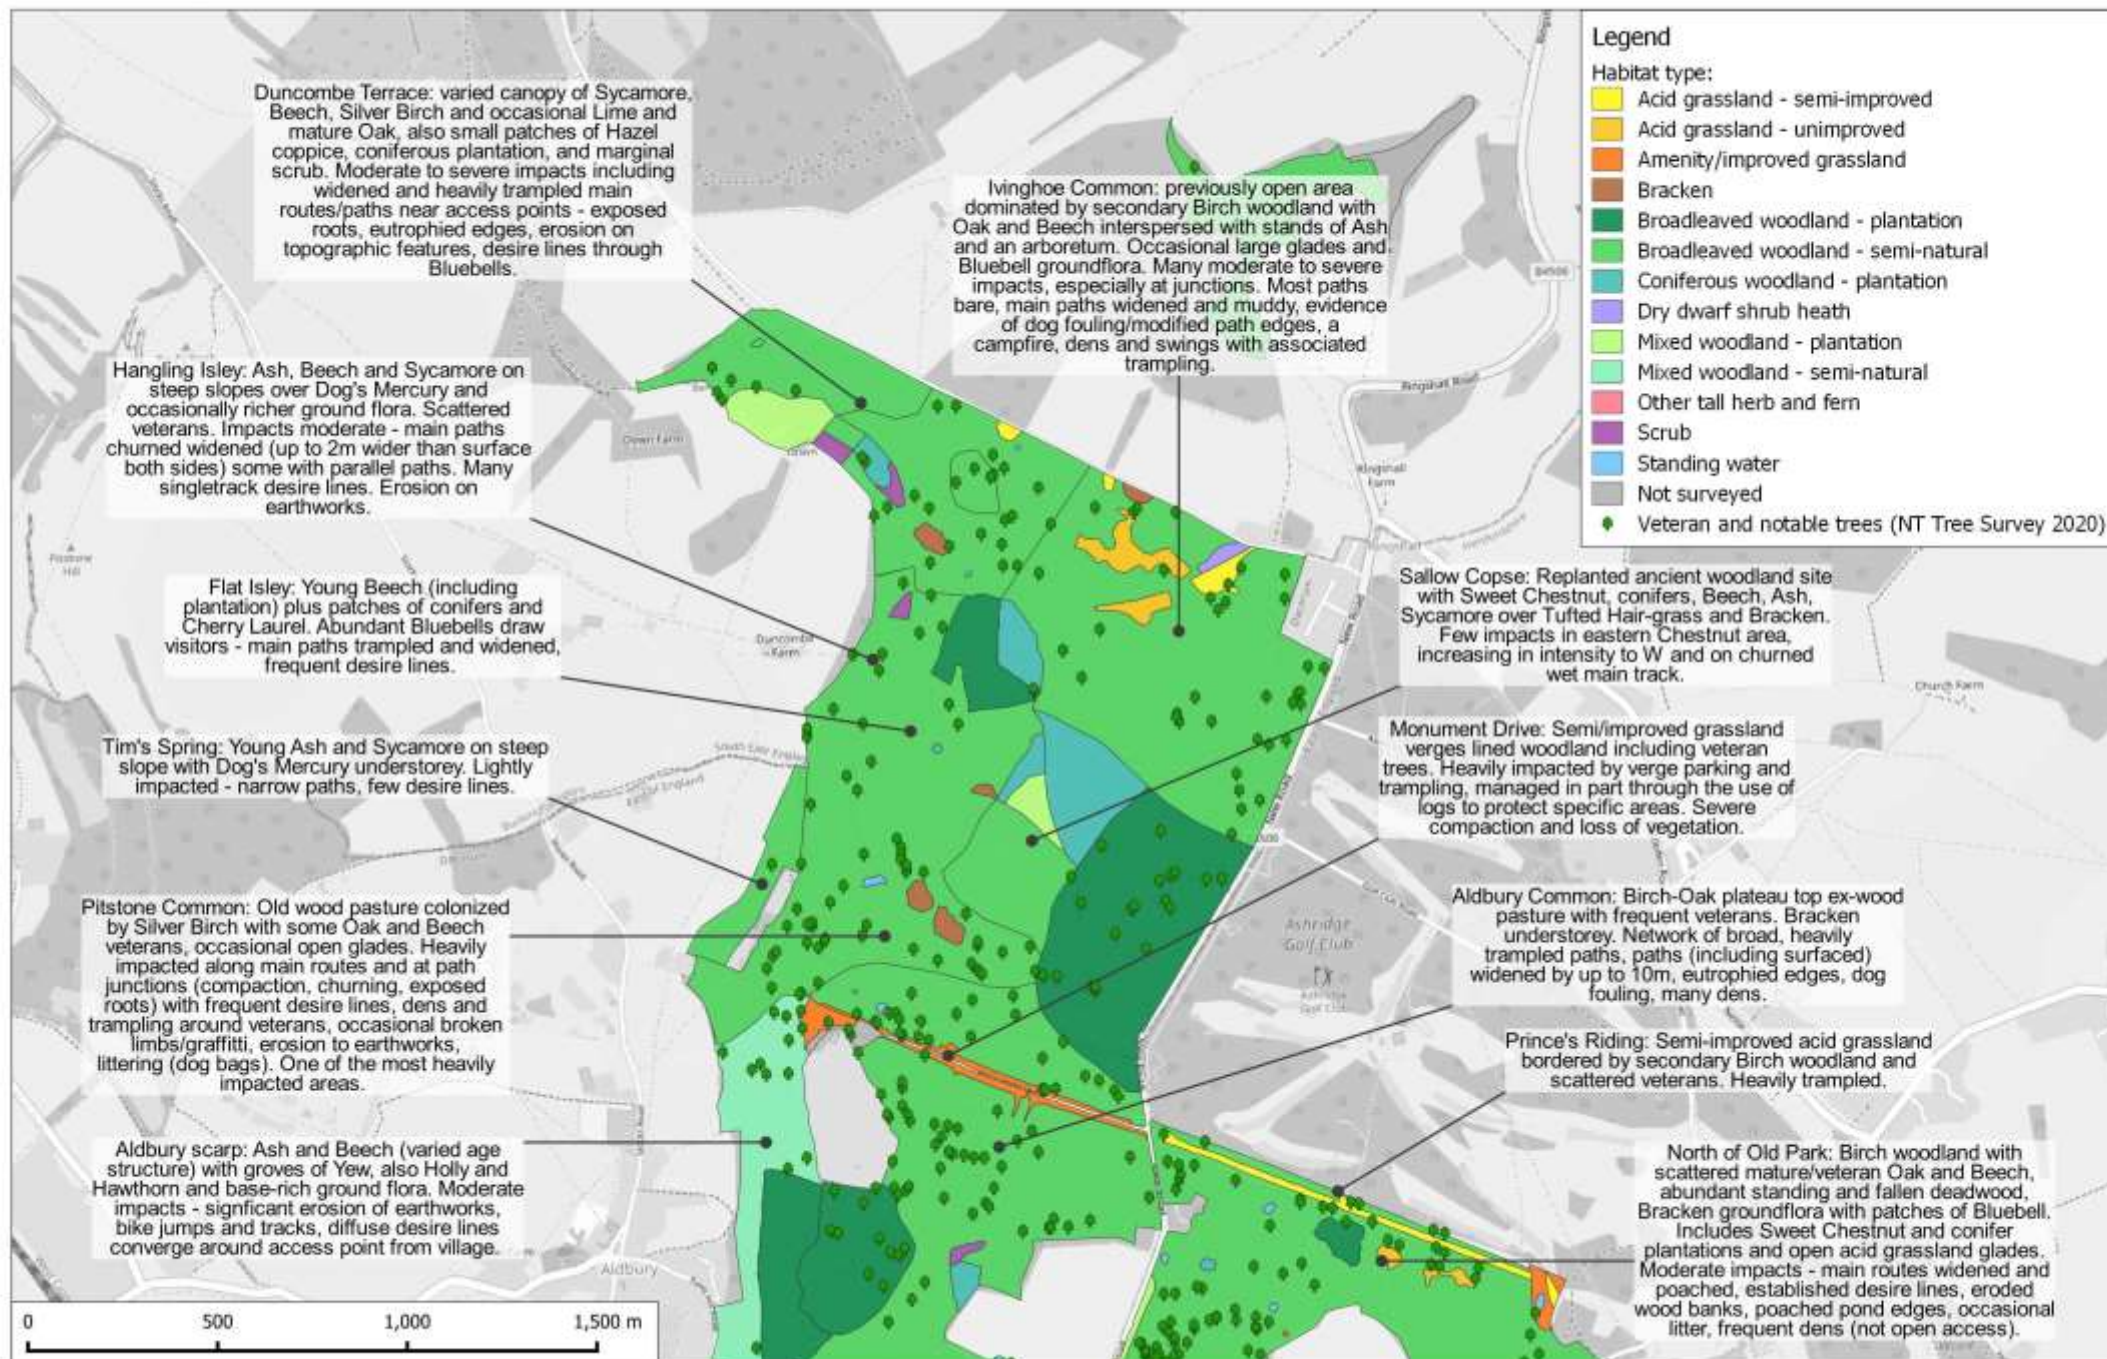 Duncombe Terrace: varied canopy of Sycamore,
Beech, Silver Birch and occasional Lime and
mature Oak, also small patches of Hazel
coppice, coniferous plantation, and marginal
scrub. Moderate to severe impacts including
widened and heavily trampled main
routes/paths near access points - exposed
roots, eutrophied edges, erosion on
topographic features, desire lines through
Bluebells.
Ivinghoe Common: previously open area
dominated by secondary Birch woodland with
Oak and Beech interspersed with stands of Ash
and an arboretum. Occasional large glades and
Bluebell groundflora. Many moderate to severe
impacts, especially at junctions. Most paths
bare, main paths widened and muddy, evidence
of dog fouling/modified path edges, a
campfire, dens and swings with associated
trampling.
Legend
Habitat type:
Acid grassland - semi-improved
Acid grassland - unimproved
Amenity/improved grassland
Bracken
Broadleaved woodland - plantation
Broadleaved woodland - semi-natural
Coniferous woodland - plantation
Dry dwarf shrub heath
Mixed woodland - plantation
Mixed woodland - semi-natural
Other tall herb and fern
Scrub
Standing water
Not surveyed
Veteran and notable trees (NT Tree Survey 2020)
Hangling Isley: Ash, Beech and Sycamore on
steep slopes over Dog's Mercury and
occasionally richer ground flora. Scattered
veterans. Impacts moderate - main paths
churned widened (up to 2m wider than surface
both sides) some with parallel paths. Many
singletrack desire lines. Erosion on
earthworks.
Flat Isley: Young Beech (including
plantation) plus patches of conifers and
Cherry Laurel. Abundant Bluebells draw
visitors - main paths trampled and widened,
frequent desire lines.
Tim's Spring: Young Ash and Sycamore on steep
slope with Dog's Mercury understorey. Lightly
impacted - narrow paths, few desire lines.
Pitstone Common: Old wood pasture colonized
by Silver Birch with some Oak and Beech
veterans, occasional open glades. Heavily
impacted along main routes and at path
junctions (compaction, churning, exposed
roots) with frequent desire lines, dens and
trampling around veterans, occasional broken
limbs/graffitti, erosion to earthworks,
littering (dog bags). One of the most heavily
impacted areas.
Aldbury scarp: Ash and Beech (varied age
structure) with groves of Yew, also Holly and
Hawthorn and base-rich ground flora. Moderate
impacts - signficant erosion of earthworks,
bike jumps and tracks, diffuse desire lines
converge around access point from village.
Sallow Copse: Replanted ancient woodland site
with Sweet Chestnut, conifers, Beech, Ash,
Sycamore over Tufted Hair-grass and Bracken.
Few impacts in eastern Chestnut area,
increasing in intensity to W and on churned
wet main track.
Monument Drive: Semi/improved grassland
verges lined woodland including veteran
trees. Heavily impacted by verge parking and
trampling, managed in part through the use of
logs to protect specific areas. Severe
compaction and loss of vegetation.
Aldbury Common: Birch-Oak plateau top ex-wood
pasture with frequent veterans. Bracken
understorey. Network of broad, heavily
trampled paths, paths (including surfaced)
widened by up to 10m, eutrophied edges, dog
fouling, many dens.
Prince's Riding: Semi-improved acid grassland
bordered by secondary Birch woodland and
scattered veterans. Heavily trampled.
North of Old Park: Birch woodland with
scattered mature/veteran Oak and Beech,
abundant standing and fallen deadwood,
Bracken groundflora with patches of Bluebell.
Includes Sweet Chestnut and conifer
plantations and open acid grassland glades.
Moderate impacts - main routes widened and
poached, established desire lines, eroded
wood banks, poached pond edges, occasional
litter, frequent dens (not open access).
Ringshall Road
Ringshall
Farm
Down Farm
Duncombe
Farm
Pitstone
Hill
Church Farm
Ashridge
Golf Club
Aldbury
0 500 1,000 1,500 m